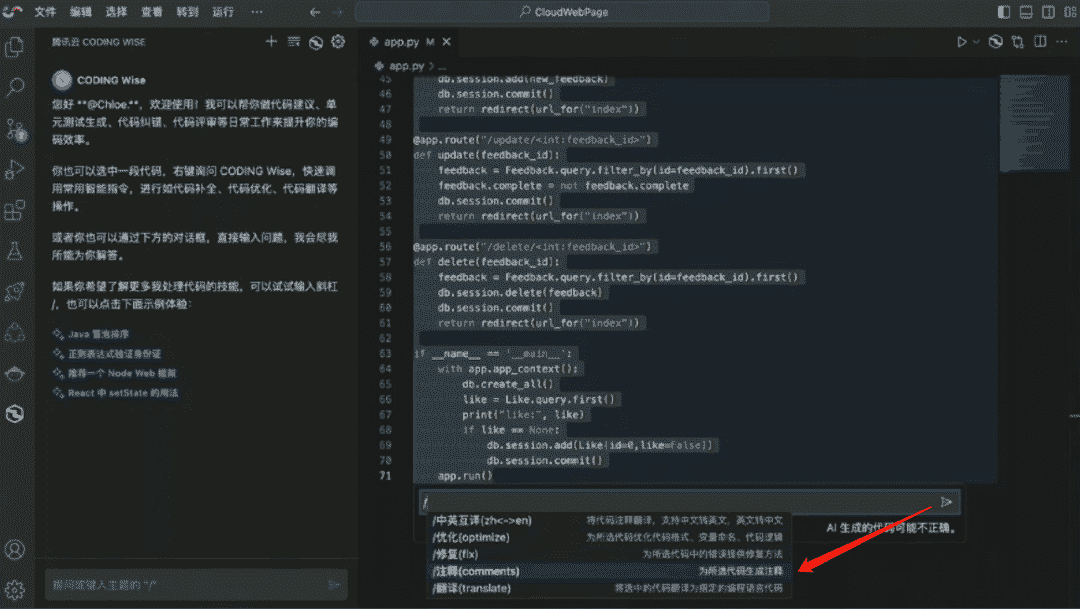 文件 编辑 选择 查看 转到 运行 ··· ← → CloudWebPage
腾讯云 CODING WISE
CODING Wise
您好 **@Chloe.**，欢迎使用！我可以帮你做代码建议、单
元测试生成、代码纠错、代码评审等日常工作来提升你的编
码效率。
你也可以选中一段代码，右键询问 CODING Wise，快速调
用常用智能指令，进行如代码补全、代码优化、代码翻译等
操作。
或者你也可以通过下方的对话框，直接输入问题，我会尽我
所能为你解答。
如果你希望了解更多我处理代码的技能，可以试试输入斜杠
/，也可以点击下面示例体验：
Java 冒泡排序
正则表达式验证身份证
推荐一个 Node Web 框架
React 中 setState 的用法
提问或键入主题的 "/"
app.py M ×
app.py > ...
45 db.session.add(new_feedback)
46 db.session.commit()
47 return redirect(url_for("index"))
48
49 @app.route("/update/<int:feedback_id>")
50 def update(feedback_id):
51 feedback = Feedback.query.filter_by(id=feedback_id).first()
52 feedback.complete = not feedback.complete
53 db.session.commit()
54 return redirect(url_for("index"))
55
56 @app.route("/delete/<int:feedback_id>")
57 def delete(feedback_id):
58 feedback = Feedback.query.filter_by(id=feedback_id).first()
59 db.session.delete(feedback)
60 db.session.commit()
61 return redirect(url_for("index"))
62
63 if __name__ == '__main__':
64 with app.app_context():
65 db.create_all()
66 like = Like.query.first()
67 print("like:", like)
68 if like == None:
69 db.session.add(Like(id=0,like=False))
70 db.session.commit()
71 app.run()
/
/中英互译(zh<->en) 将代码注释翻译，支持中文转英文，英文转中文
/优化(optimize) 为所选代码优化代码格式、变量命名、代码逻辑
/修复(fix) 为所选代码中的错误提供修复方法
/注释(comments) 为所选代码生成注释
/翻译(translate) 将选中的代码翻译为指定的编程语言代码
AI 生成的代码可能不正确。